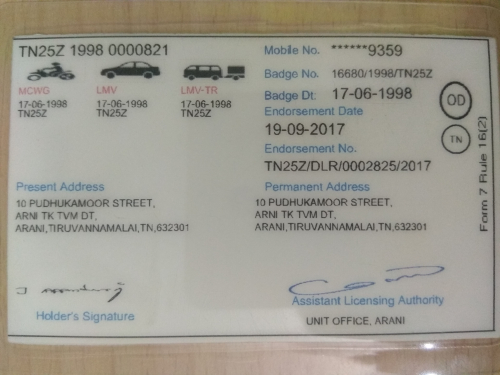 TN25Z 1998 0000821
MCWG LMV LMV-TR
17-06-1998 17-06-1998 17-06-1998
TN25Z TN25Z TN25Z
Mobile No. ******9359
Badge No. 16680/1998/TN25Z
Badge Dt: 17-06-1998
Endorsement Date
19-09-2017
Endorsement No.
TN25Z/DLR/0002825/2017
OD
TN
Form 7 Rule 16(2)
Present Address
10 PUDHUKAMOOR STREET,
ARNI TK TVM DT,
ARANI,TIRUVANNAMALAI,TN,632301
Permanent Address
10 PUDHUKAMOOR STREET,
ARNI TK TVM DT,
ARANI,TIRUVANNAMALAI,TN,632301
Holder's Signature
Assistant Licensing Authority
UNIT OFFICE, ARANI